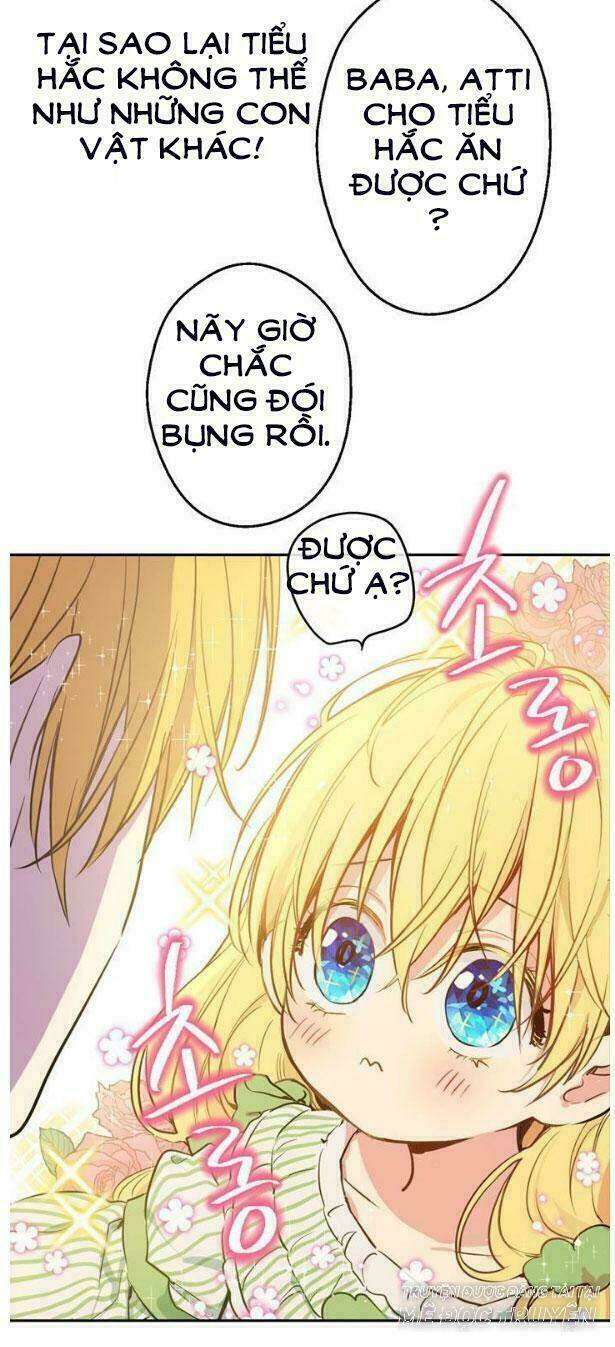 TẠI SAO LẠI TIỂU
HẮC KHÔNG THỂ
NHƯ NHỮNG CON
VẬT KHÁC!
BABA, ATTI
CHO TIỂU
HẮC ĂN
ĐƯỢC CHỨ
?
NÃY GIỜ
CHẮC
CŨNG ĐÓI
BỤNG RỒI.
ĐƯỢC
CHỨ Ạ?
초롱
초롱
TRUYỆN ĐƯỢC ĐĂNG TẢI TẠI
MÊ ĐỌC TRUYỆN